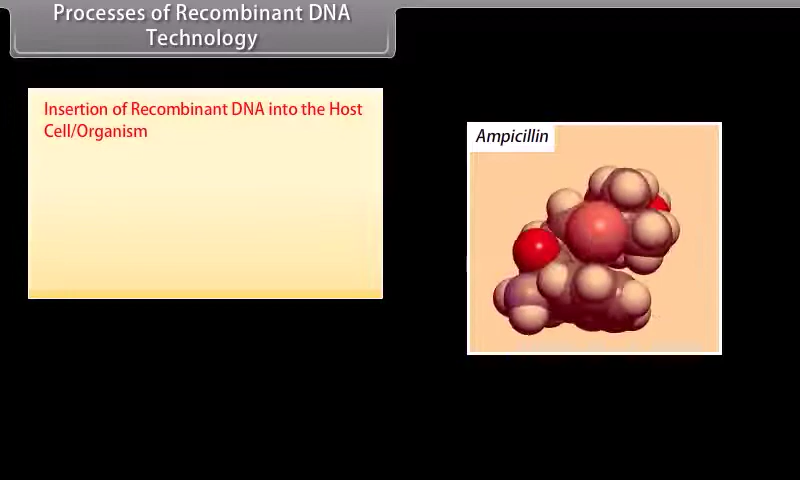 Processes of Recombinant DNA
Technology
Insertion of Recombinant DNA into the Host
Cell/Organism
Ampicillin